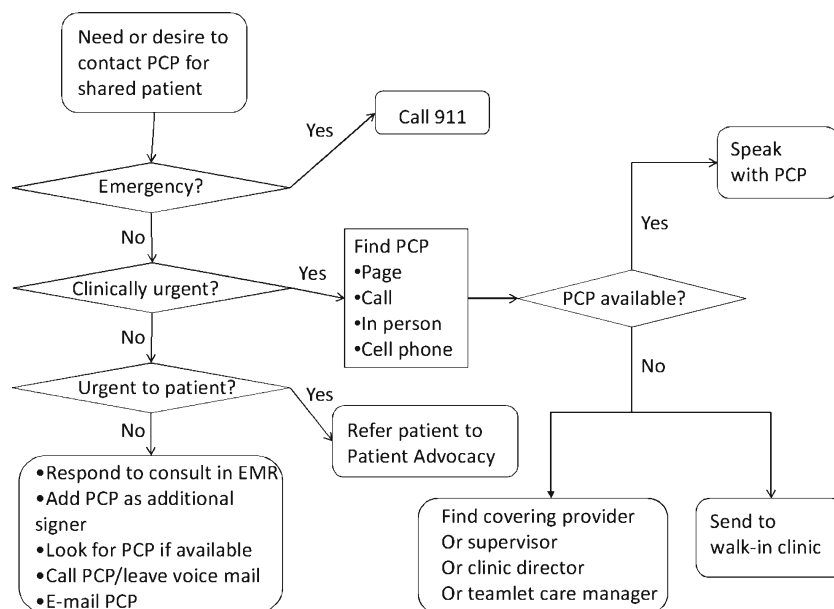 Need or desire to
contact PCP for
shared patient
Yes
Call 911
Emergency?
No
Clinically urgent?
Yes
Find PCP
•Page
•Call
•In person
•Cell phone
PCP available?
Yes
Speak
with PCP
No
Urgent to patient?
Yes
Refer patient to
Patient Advocacy
No
•Respond to consult in EMR
•Add PCP as additional
signer
•Look for PCP if available
•Call PCP/leave voice mail
•E-mail PCP
No
Find covering provider
Or supervisor
Or clinic director
Or teamlet care manager
Send to
walk-in clinic